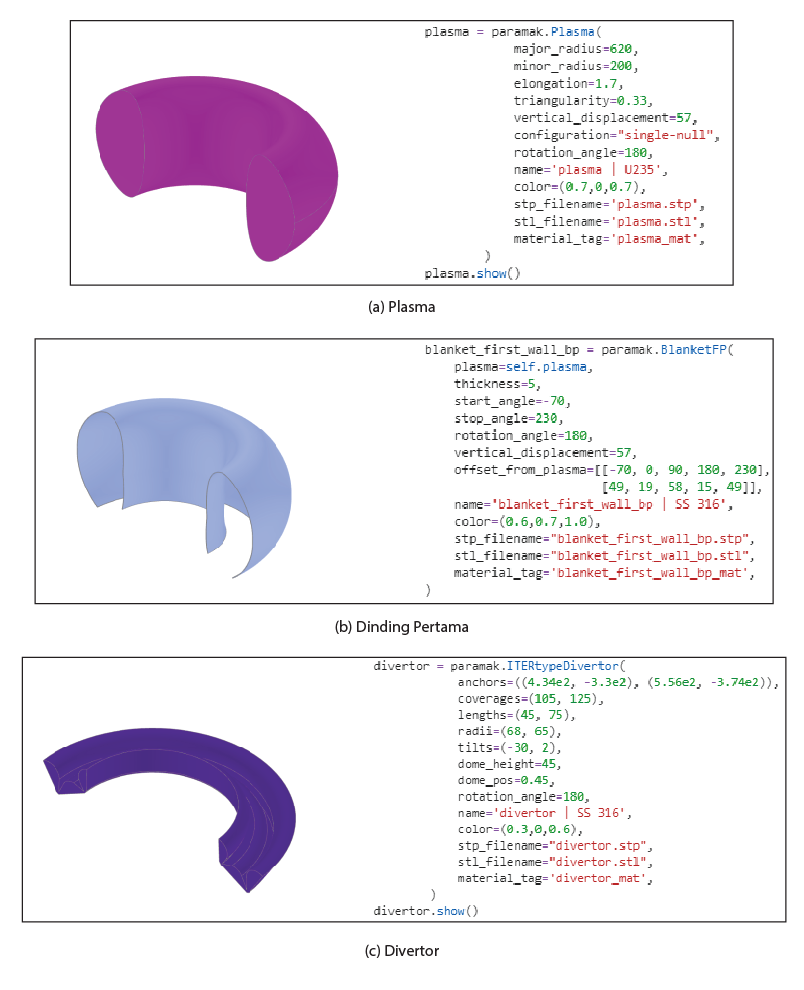 plasma = paramak.Plasma(
major_radius=620,
minor_radius=200,
elongation=1.7,
triangularity=0.33,
vertical_displacement=57,
configuration="single-null",
rotation_angle=180,
name='plasma | U235',
color=(0.7,0,0.7),
stp_filename='plasma.stp',
stl_filename='plasma.stl',
material_tag='plasma_mat',
)
plasma.show()
(a) Plasma
blanket_first_wall_bp = paramak.BlanketFP(
plasma=self.plasma,
thickness=5,
start_angle=-70,
stop_angle=230,
rotation_angle=180,
vertical_displacement=57,
offset_from_plasma=[[-70, 0, 90, 180, 230],
[49, 19, 58, 15, 49]],
name='blanket_first_wall_bp | SS 316',
color=(0.6,0.7,1.0),
stp_filename="blanket_first_wall_bp.stp",
stl_filename="blanket_first_wall_bp.stl",
material_tag='blanket_first_wall_bp_mat',
)
(b) Dinding Pertama
divertor = paramak.ITERtypeDivertor(
anchors=((4.34e2, -3.3e2), (5.56e2, -3.74e2)),
coverages=(105, 125),
lengths=(45, 75),
radii=(68, 65),
tilts=(-30, 2),
dome_height=45,
dome_pos=0.45,
rotation_angle=180,
name='divertor | SS 316',
color=(0.3,0,0.6),
stp_filename="divertor.stp",
stl_filename="divertor.stl",
material_tag='divertor_mat',
)
divertor.show()
(c) Divertor